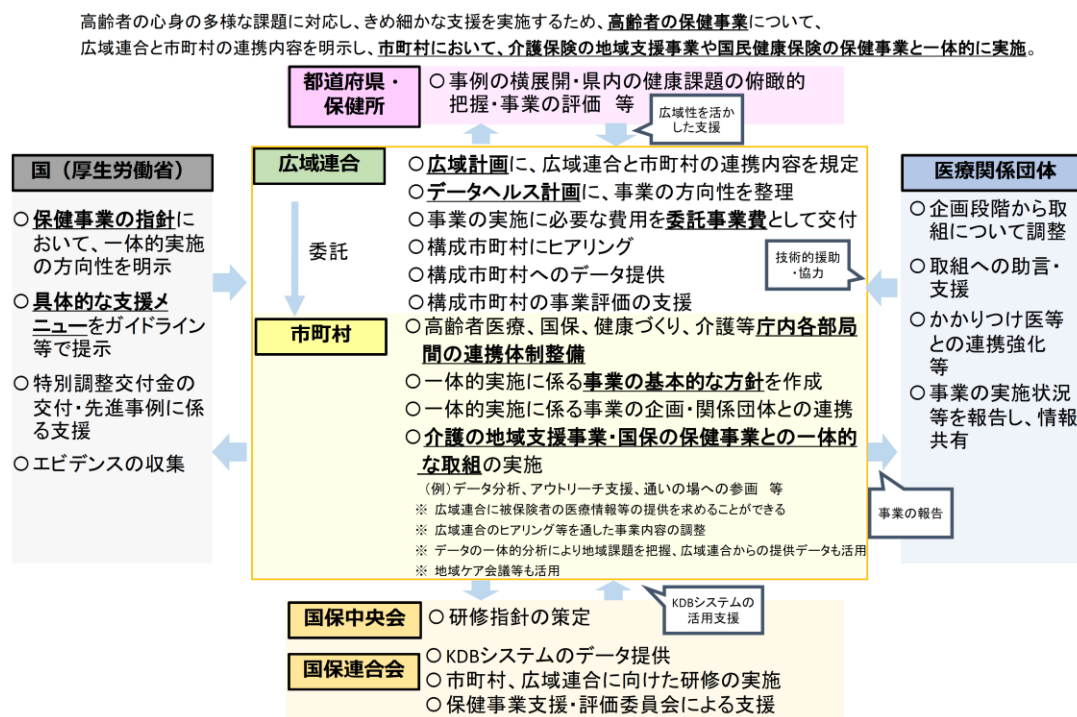 高齢者の心身の多様な課題に対応し、きめ細かな支援を実施するため、高齢者の保健事業について、
広域連合と市町村の連携内容を明示し、市町村において、介護保険の地域支援事業や国民健康保険の保健事業と一体的に実施。
都道府県・
保健所
○事例の横展開・県内の健康課題の俯瞰的
把握・事業の評価 等
広域性を活か
した支援
国(厚生労働省)
○保健事業の指針に
おいて、一体的実施
の方向性を明示
○具体的な支援メ
ニューをガイドライン
等で提示
○特別調整交付金の
交付・先進事例に係
る支援
○エビデンスの収集
広域連合
委託
○広域計画に、広域連合と市町村の連携内容を規定
○データヘルス計画に、事業の方向性を整理
○事業の実施に必要な費用を委託事業費として交付
○構成市町村にヒアリング
○構成市町村へのデータ提供
○構成市町村の事業評価の支援
技術的援助
・協力
市町村
○高齢者医療、国保、健康づくり、介護等庁内各部局
間の連携体制整備
○一体的実施に係る事業の基本的な方針を作成
○一体的実施に係る事業の企画・関係団体との連携
○介護の地域支援事業・国保の保健事業との一体的
な取組の実施
(例)データ分析、アウトリーチ支援、通いの場への参画 等
※ 広域連合に被保険者の医療情報等の提供を求めることができる
※ 広域連合のヒアリング等を通した事業内容の調整
※ データの一体的分析により地域課題を把握、広域連合からの提供データも活用
※ 地域ケア会議等も活用
医療関係団体
○企画段階から取
組について調整
○取組への助言・
支援
○かかりつけ医等
との連携強化
等
○事業の実施状況
等を報告し、情報
共有
事業の報告
KDBシステムの
活用支援
国保中央会
○研修指針の策定
国保連合会
○KDBシステムのデータ提供
○市町村、広域連合に向けた研修の実施
○保健事業支援・評価委員会による支援